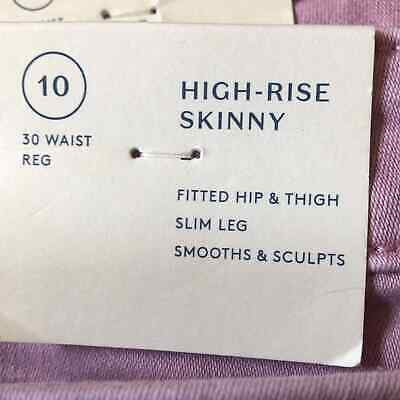 10
30 WAIST
REG
HIGH-RISE
SKINNY
FITTED HIP & THIGH
SLIM LEG
SMOOTHS & SCULPTS